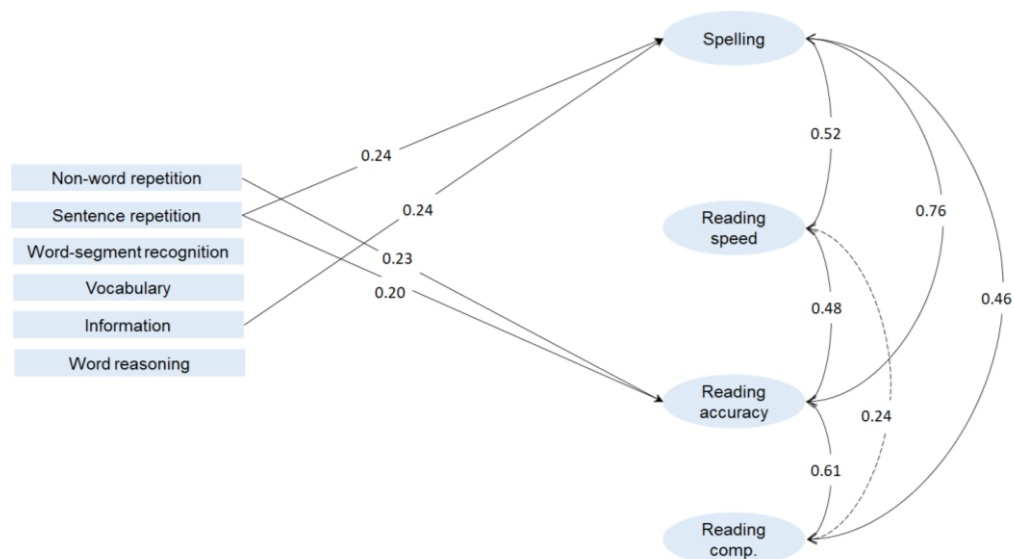 Spelling
0.52
0.24
Non-word repetition
Sentence repetition
0.24
0.76
Reading
speed
Word-segment recognition
0.23
Vocabulary
0.20
Information
0.48
0.46
Word reasoning
Reading
accuracy
0.24
0.61
Reading
comp.